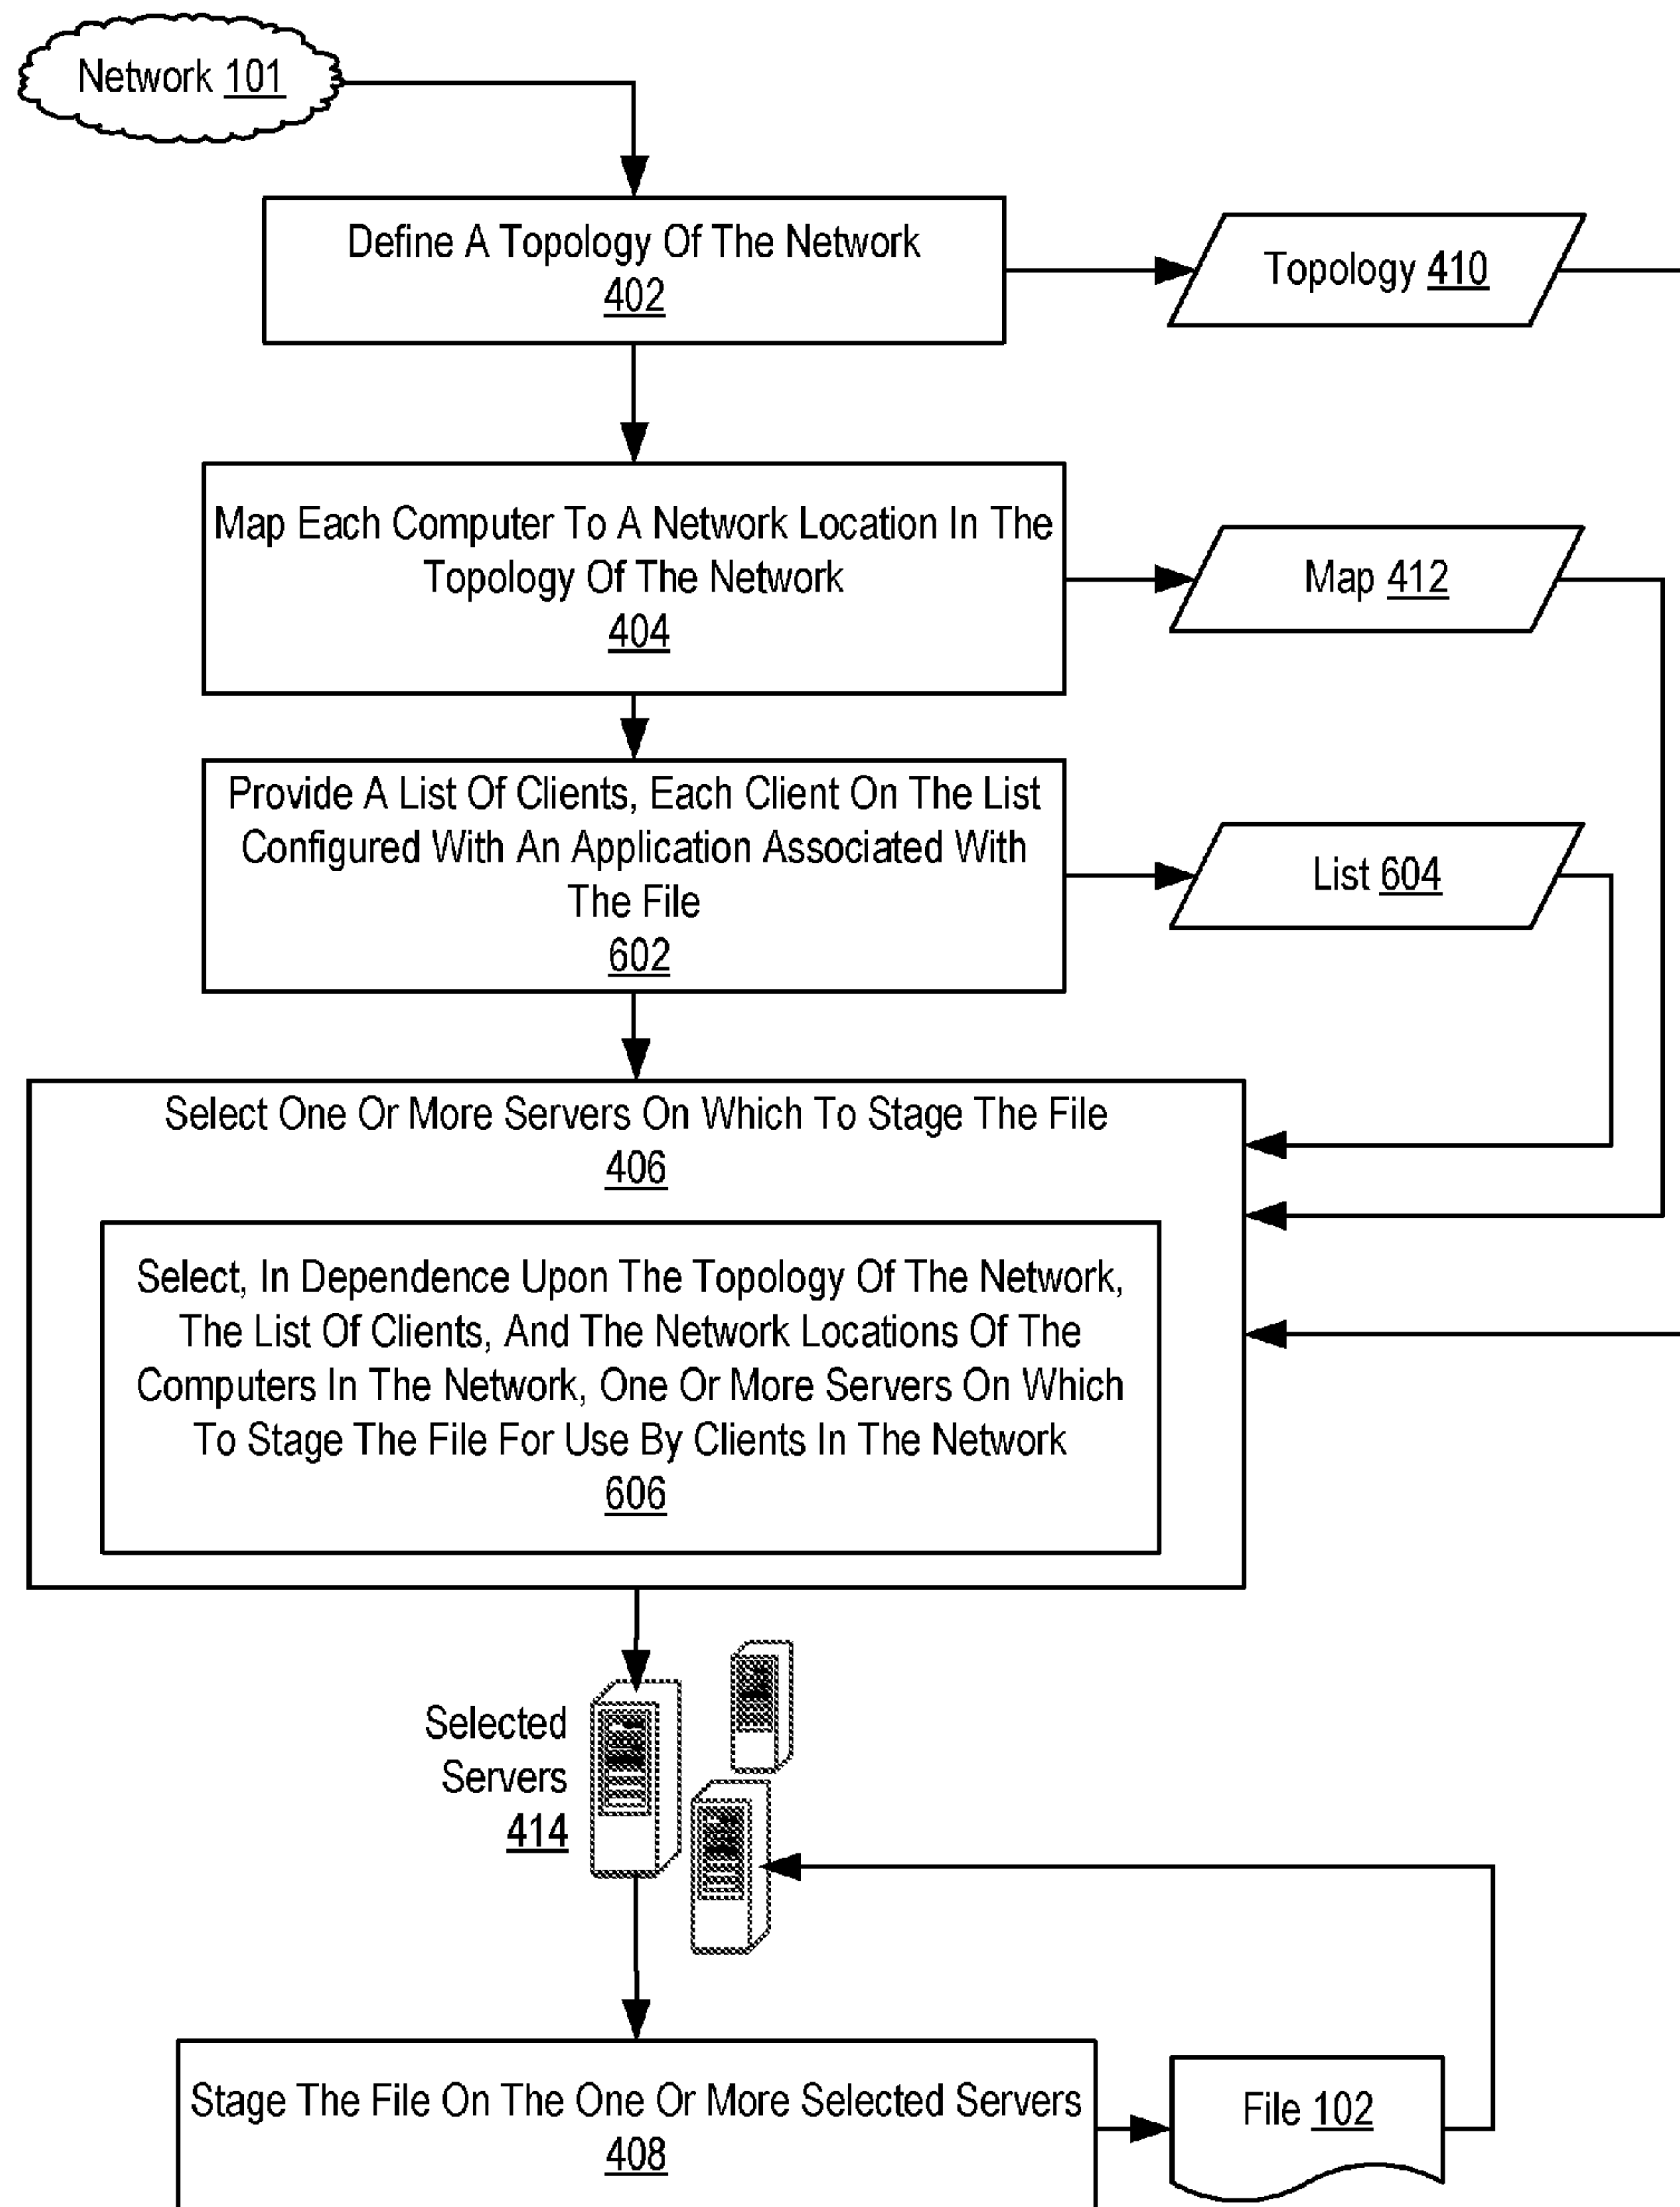 Network 101
Define A Topology Of The Network
402
Topology 410
Map Each Computer To A Network Location In The
Topology Of The Network
404
Map 412
Provide A List Of Clients, Each Client On The List
Configured With An Application Associated With
The File
602
List 604
Select One Or More Servers On Which To Stage The File
406
Select, In Dependence Upon The Topology Of The Network,
The List Of Clients, And The Network Locations Of The
Computers In The Network, One Or More Servers On Which
To Stage The File For Use By Clients In The Network
606
Selected
Servers
414
Stage The File On The One Or More Selected Servers
408
File 102